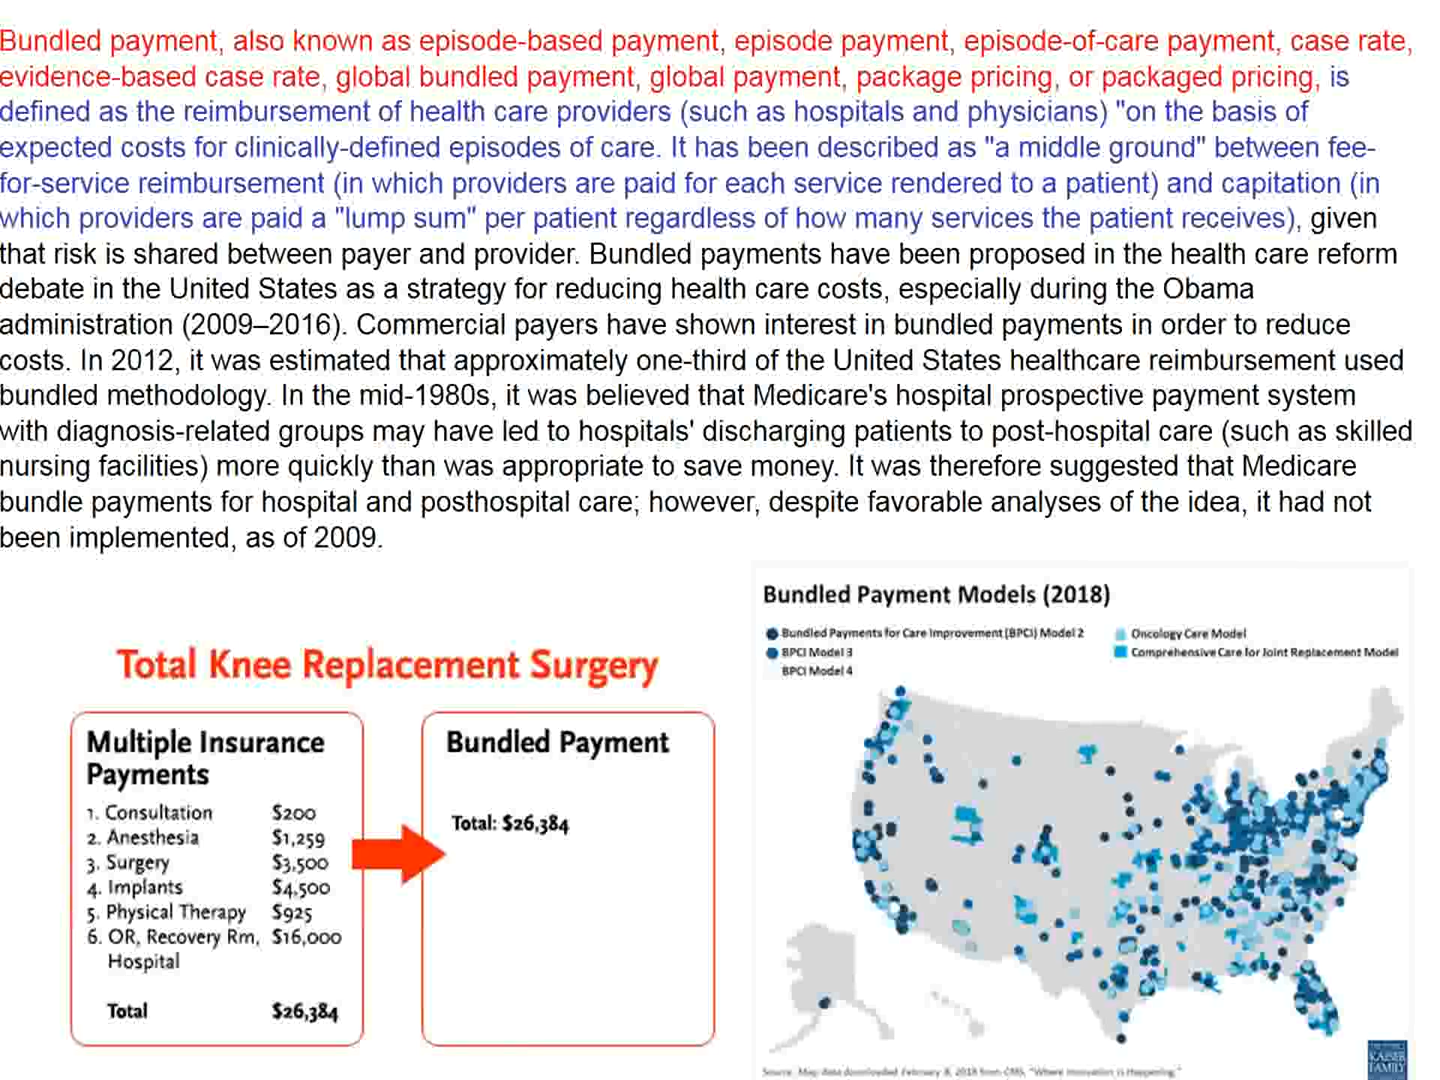 Bundled payment, also known as episode-based payment, episode payment, episode-of-care payment, case rate,
evidence-based case rate, global bundled payment, global payment, package pricing, or packaged pricing, is
defined as the reimbursement of health care providers (such as hospitals and physicians) "on the basis of
expected costs for clinically-defined episodes of care. It has been described as "a middle ground" between fee-
for-service reimbursement (in which providers are paid for each service rendered to a patient) and capitation (in
which providers are paid a "lump sum" per patient regardless of how many services the patient receives), given
that risk is shared between payer and provider. Bundled payments have been proposed in the health care reform
debate in the United States as a strategy for reducing health care costs, especially during the Obama
administration (2009–2016). Commercial payers have shown interest in bundled payments in order to reduce
costs. In 2012, it was estimated that approximately one-third of the United States healthcare reimbursement used
bundled methodology. In the mid-1980s, it was believed that Medicare's hospital prospective payment system
with diagnosis-related groups may have led to hospitals' discharging patients to post-hospital care (such as skilled
nursing facilities) more quickly than was appropriate to save money. It was therefore suggested that Medicare
bundle payments for hospital and posthospital care; however, despite favorable analyses of the idea, it had not
been implemented, as of 2009.
Total Knee Replacement Surgery
Multiple Insurance
Payments
1. Consultation $200
2. Anesthesia $1,259
3. Surgery $3,500
4. Implants $4,500
5. Physical Therapy $925
6. OR, Recovery Rm, $16,000
Hospital
Total $26,384
Bundled Payment
Total: $26,384
Bundled Payment Models (2018)
Bundled Payments for Care Improvement (BPCI) Model 2
BPCI Model 3
BPCI Model 4
Oncology Care Model
Comprehensive Care for Joint Replacement Model
Source: Map data downloaded February 8, 2018 from CMS, "Where Innovation is Happening."
KAISER
FAMILY